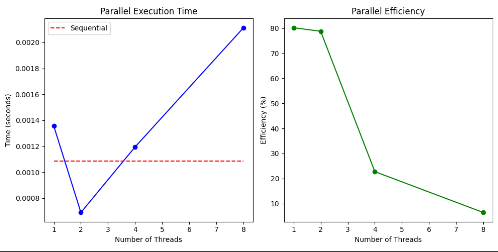 Parallel Execution Time
Sequential
0.0020
0.0018
0.0016
0.0014
0.0012
0.0010
0.0008
Time (seconds)
1 2 3 4 5 6 7 8
Number of Threads
Parallel Efficiency
80
70
60
50
40
30
20
10
Efficiency (%)
1 2 3 4 5 6 7 8
Number of Threads